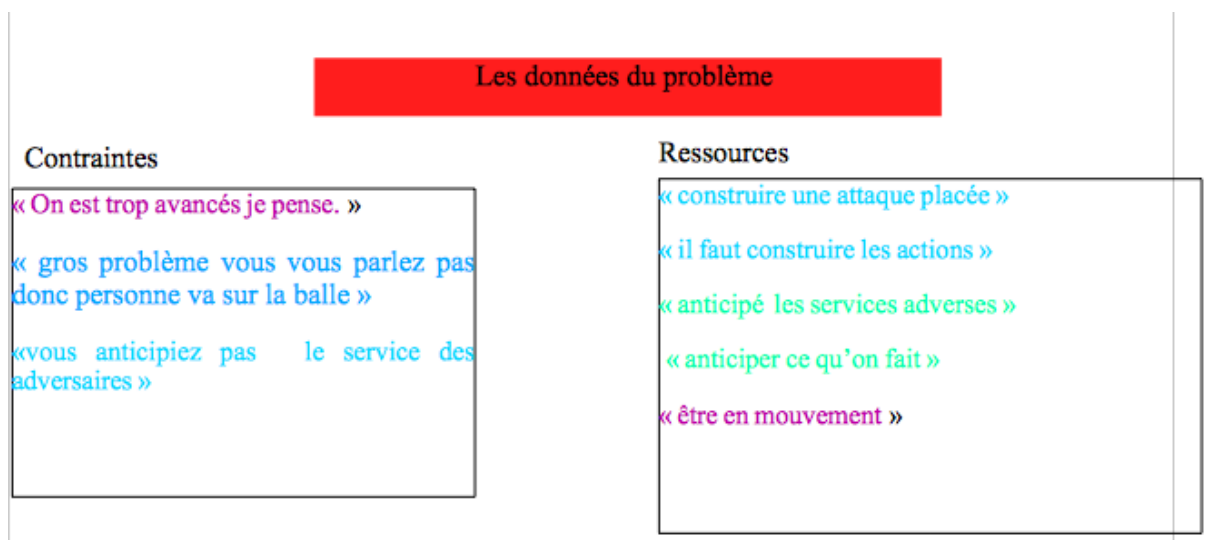 Les données du problème
Contraintes
« On est trop avancés je pense. »
« gros problème vous vous parlez pas
donc personne va sur la balle »
«vous anticipiez pas le service des
adversaires »
Ressources
« construire une attaque placée »
« il faut construire les actions »
« anticipé les services adverses »
« anticiper ce qu’on fait »
« être en mouvement »